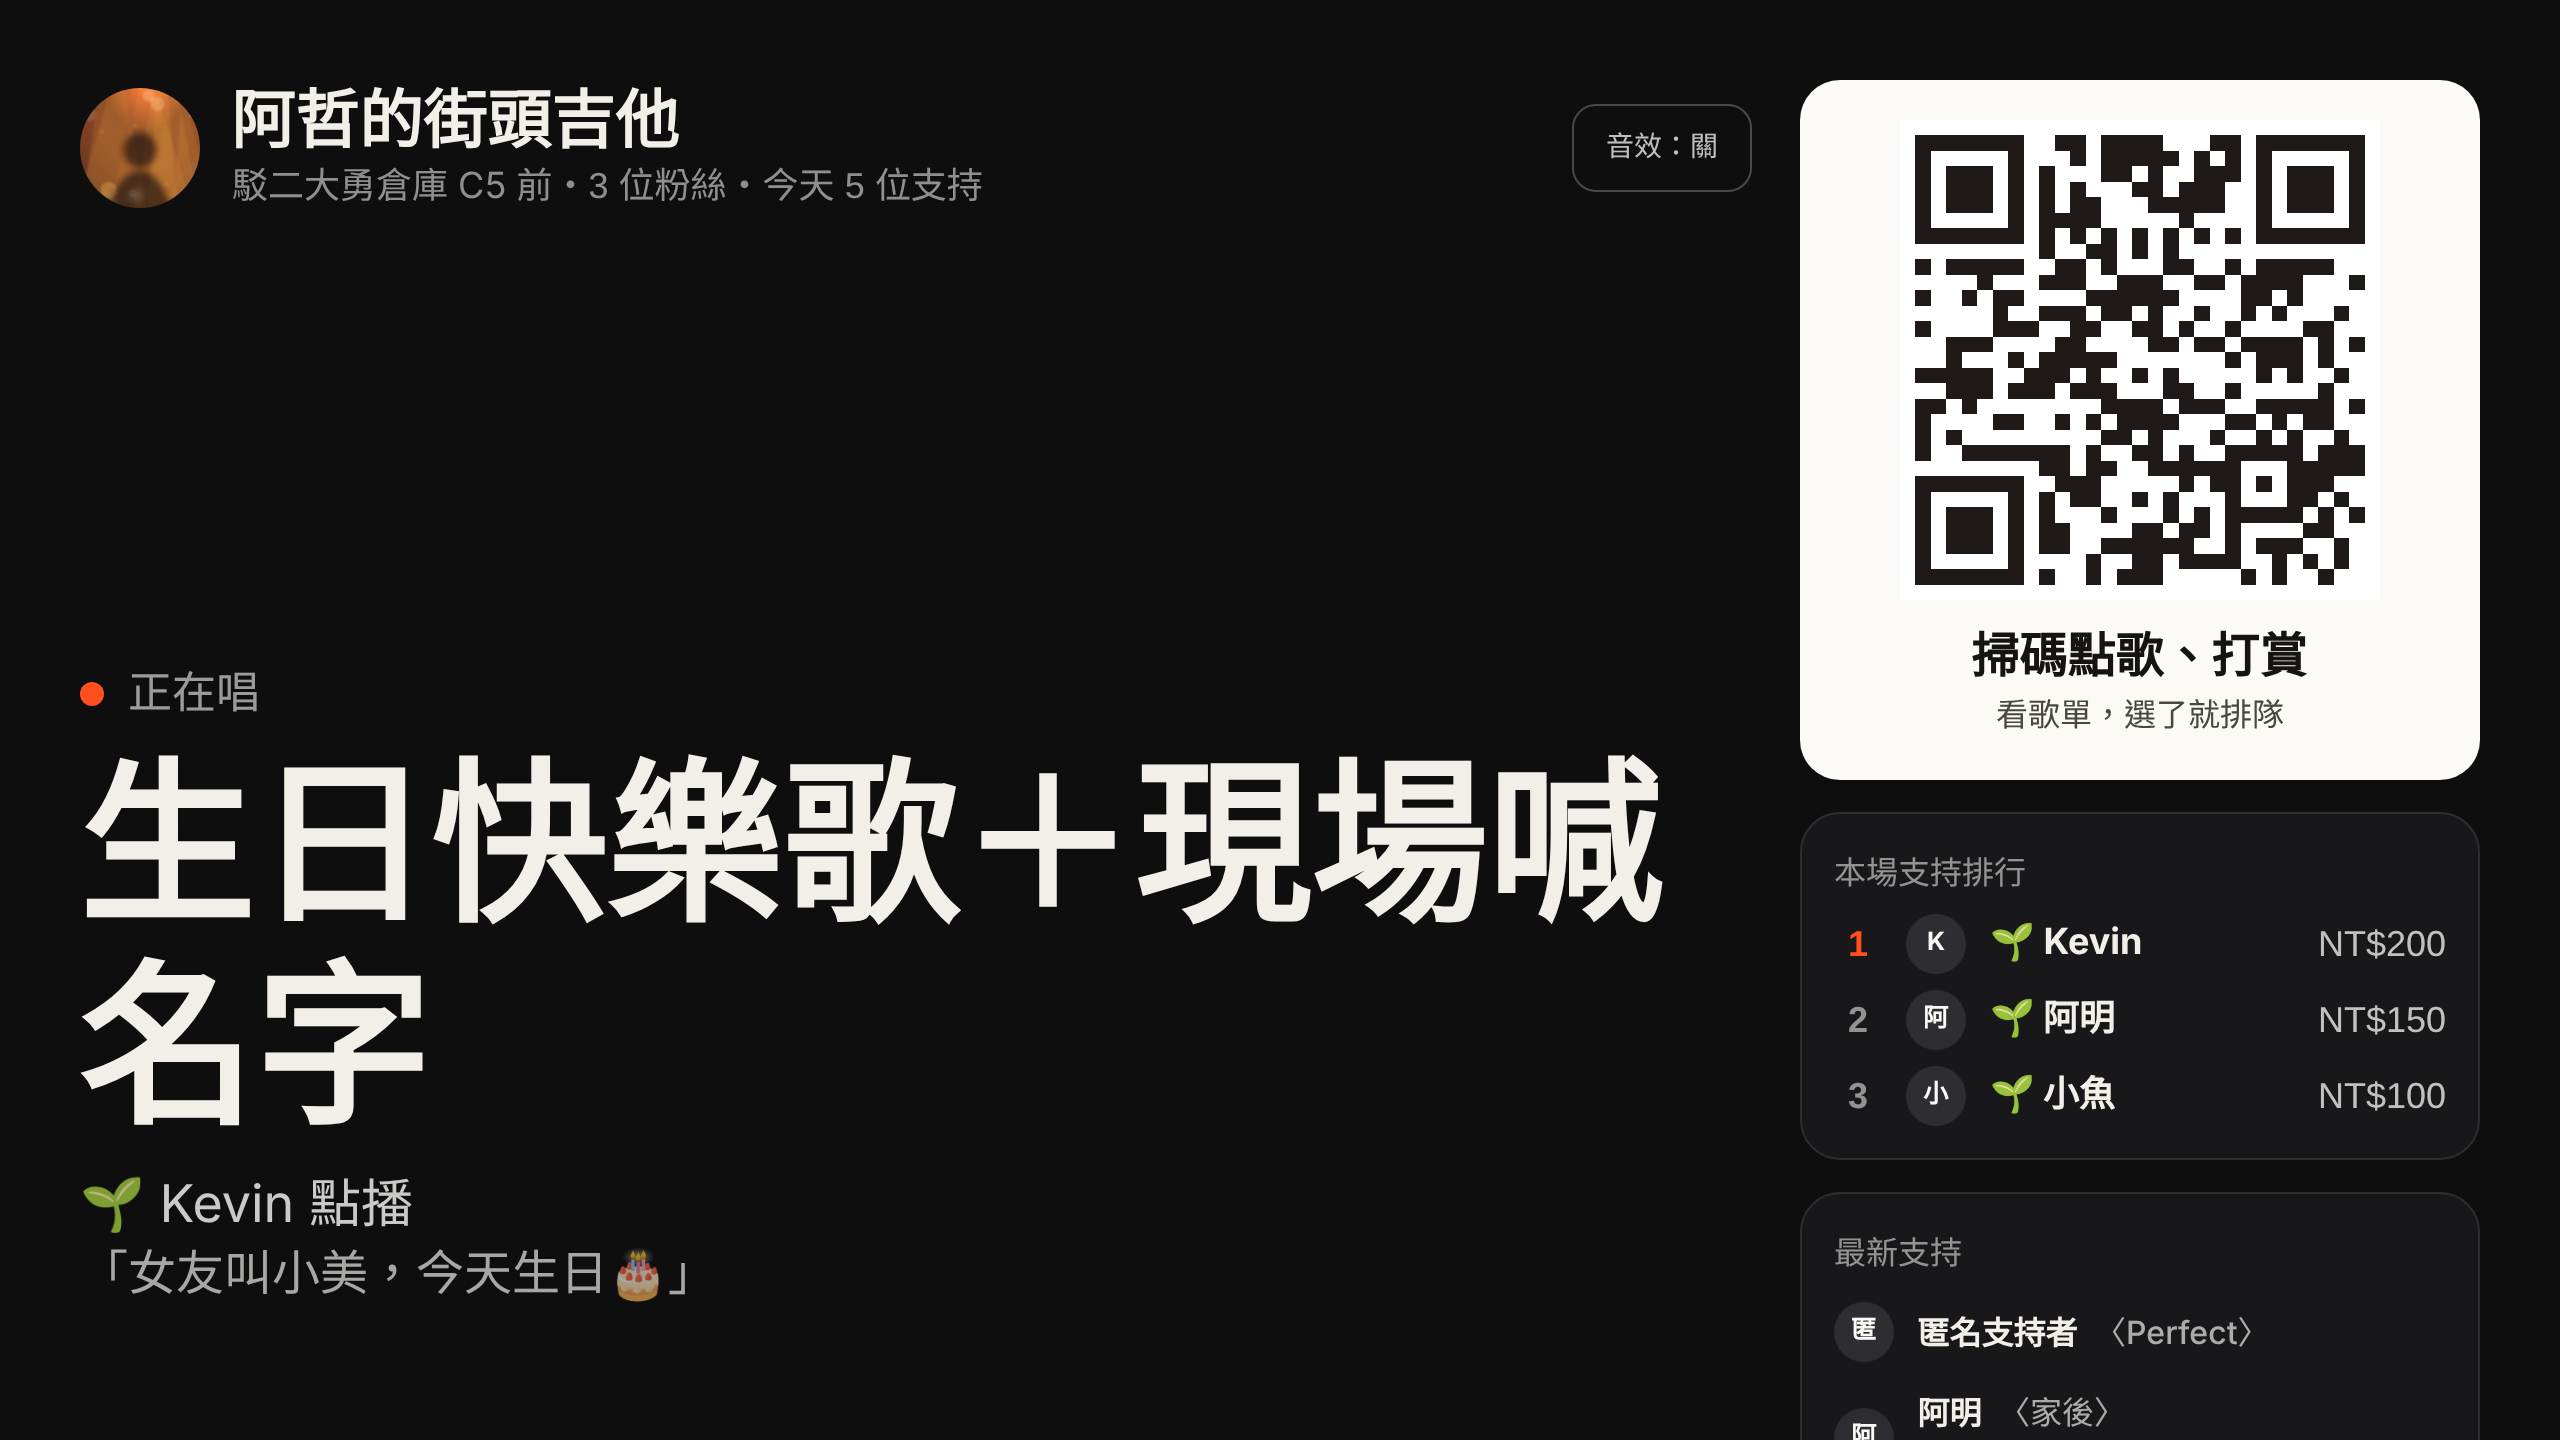 阿哲的街頭吉他
駁二大勇倉庫 C5 前・3 位粉絲・今天 5 位支持
音效：關
正在唱
生日快樂歌＋現場喊
名字
🌱 Kevin 點播
「女友叫小美，今天生日🎂」
掃碼點歌、打賞
看歌單，選了就排隊
本場支持排行
1 K 🌱 Kevin NT$200
2 阿 🌱 阿明 NT$150
3 小 🌱 小魚 NT$100
最新支持
匿 匿名支持者 〈Perfect〉
阿 阿明 〈家後〉